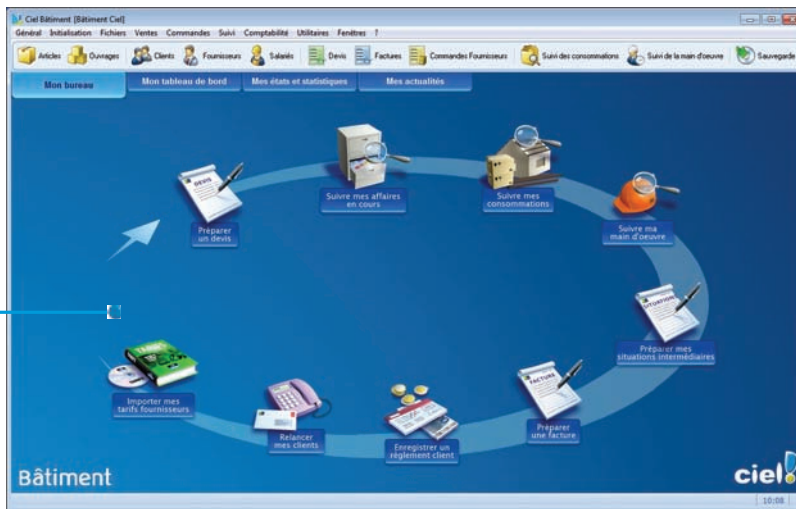 Ciel Bâtiment [Bâtiment Ciel]
Général Initialisation Fichiers Ventes Commandes Suivi Comptabilité Utilitaires Fenêtres ?
Articles Ouvrages Clients Fournisseurs Salariés Devis Factures Commandes Fournisseurs Suivi des consommations Suivi de la main d'oeuvre Sauvegarde
Mon bureau Mon tableau de bord Mes états et statistiques Mes actualités
DEVIS
Préparer
un devis
Suivre mes affaires
en cours
Suivre mes
consommations
Suivre ma
main d'oeuvre
SITUATION
Préparer mes
situations intermédiaires
FACTURE
Préparer
une facture
Enregistrer un
règlement client
Relancer
mes clients
Importer mes
tarifs fournisseurs
Bâtiment
ciel!
10:08